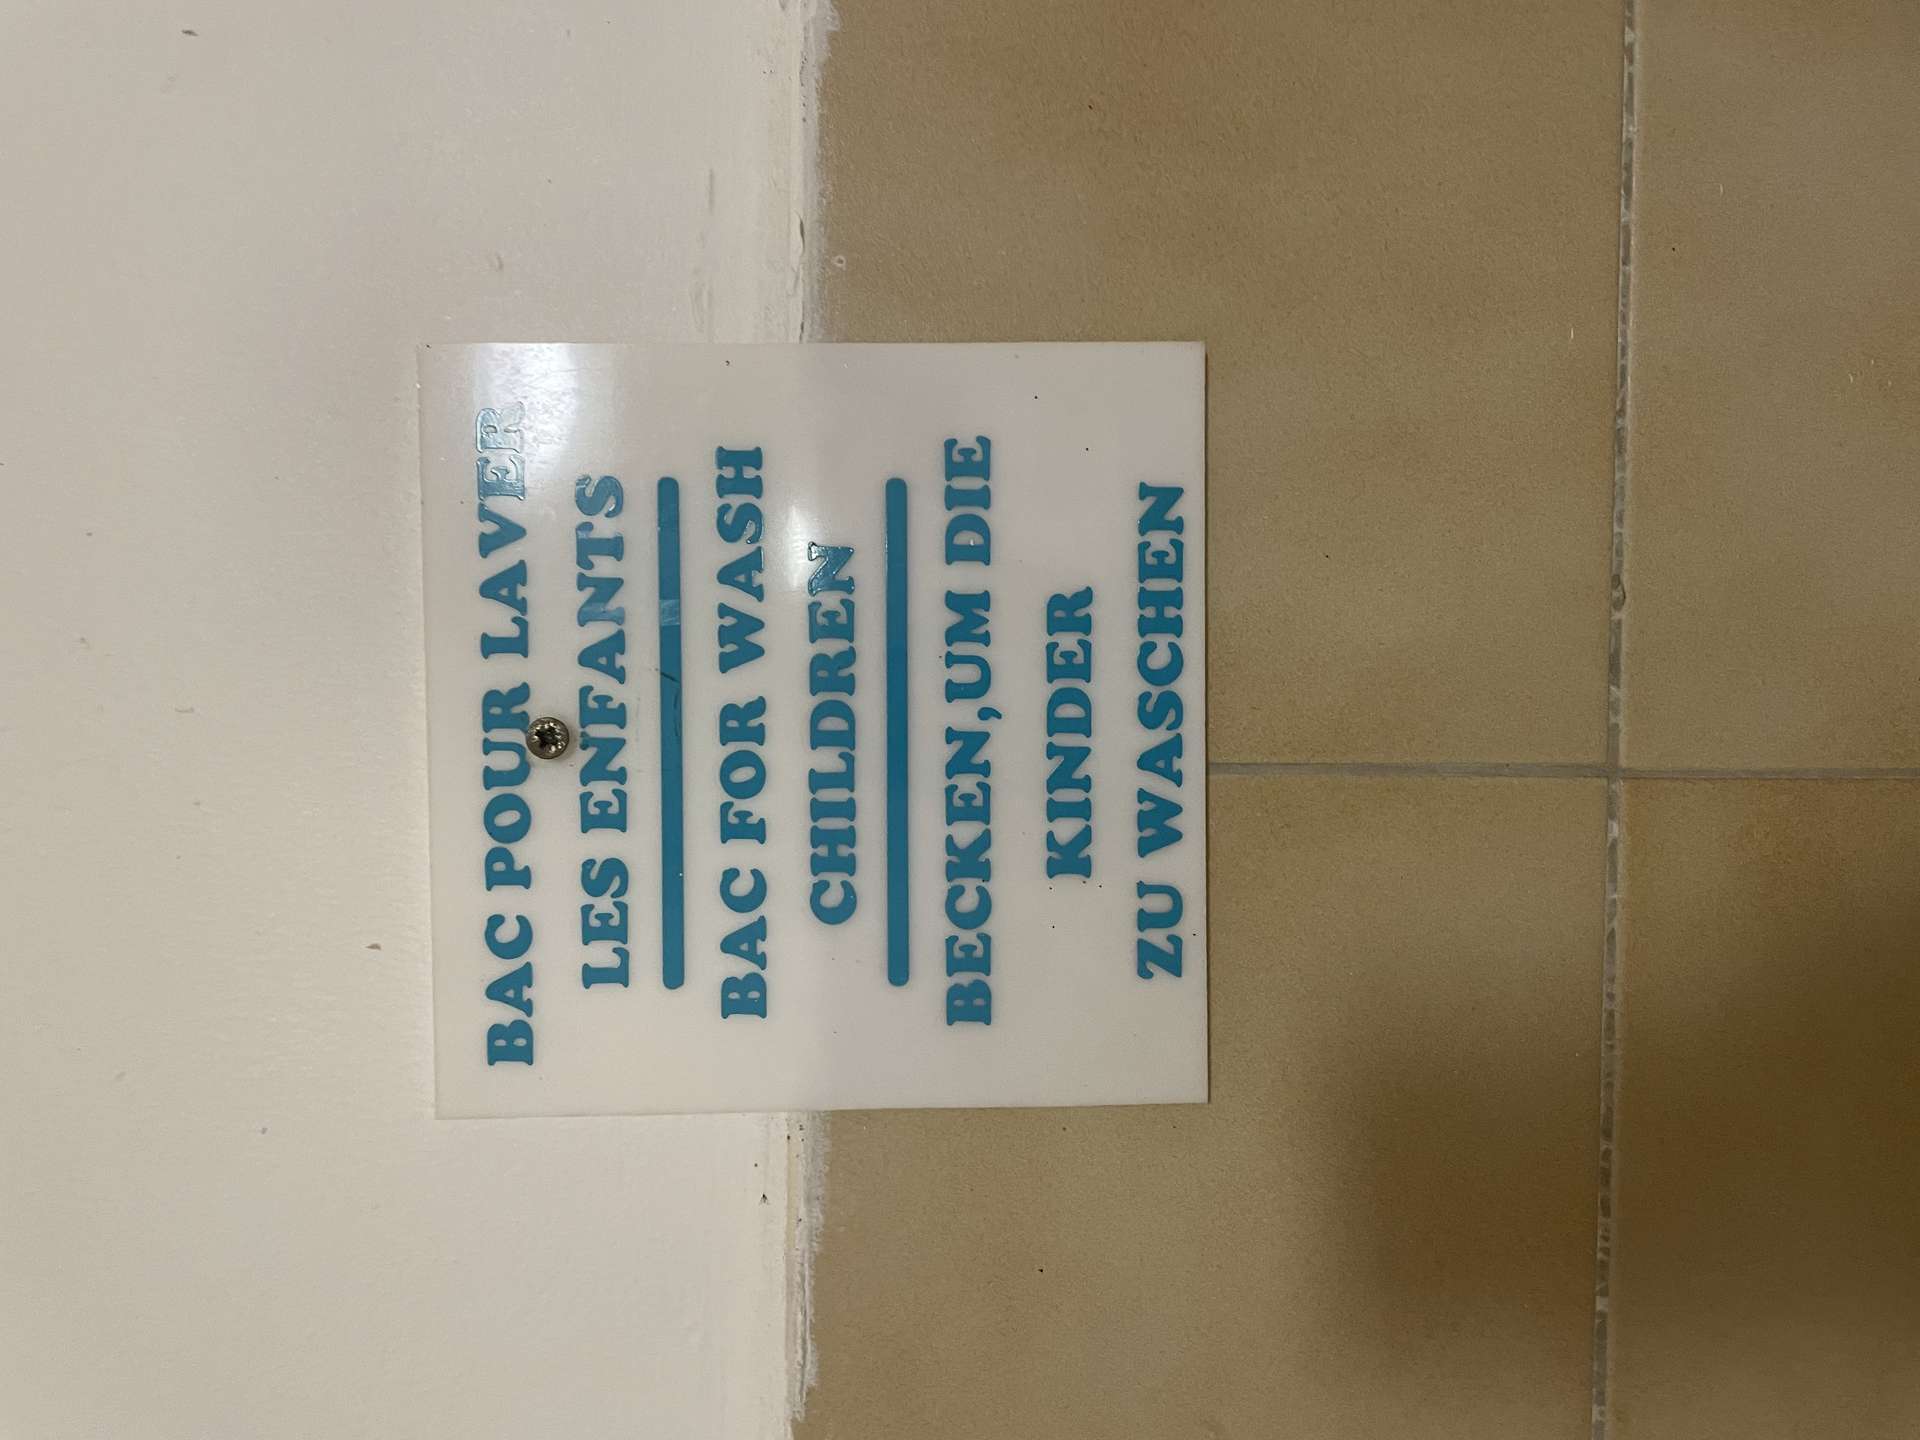 BAC POUR LAVER
LES ENFANTS
BAC FOR WASH
CHILDREN
BECKEN,UM DIE
KINDER
ZU WASCHEN